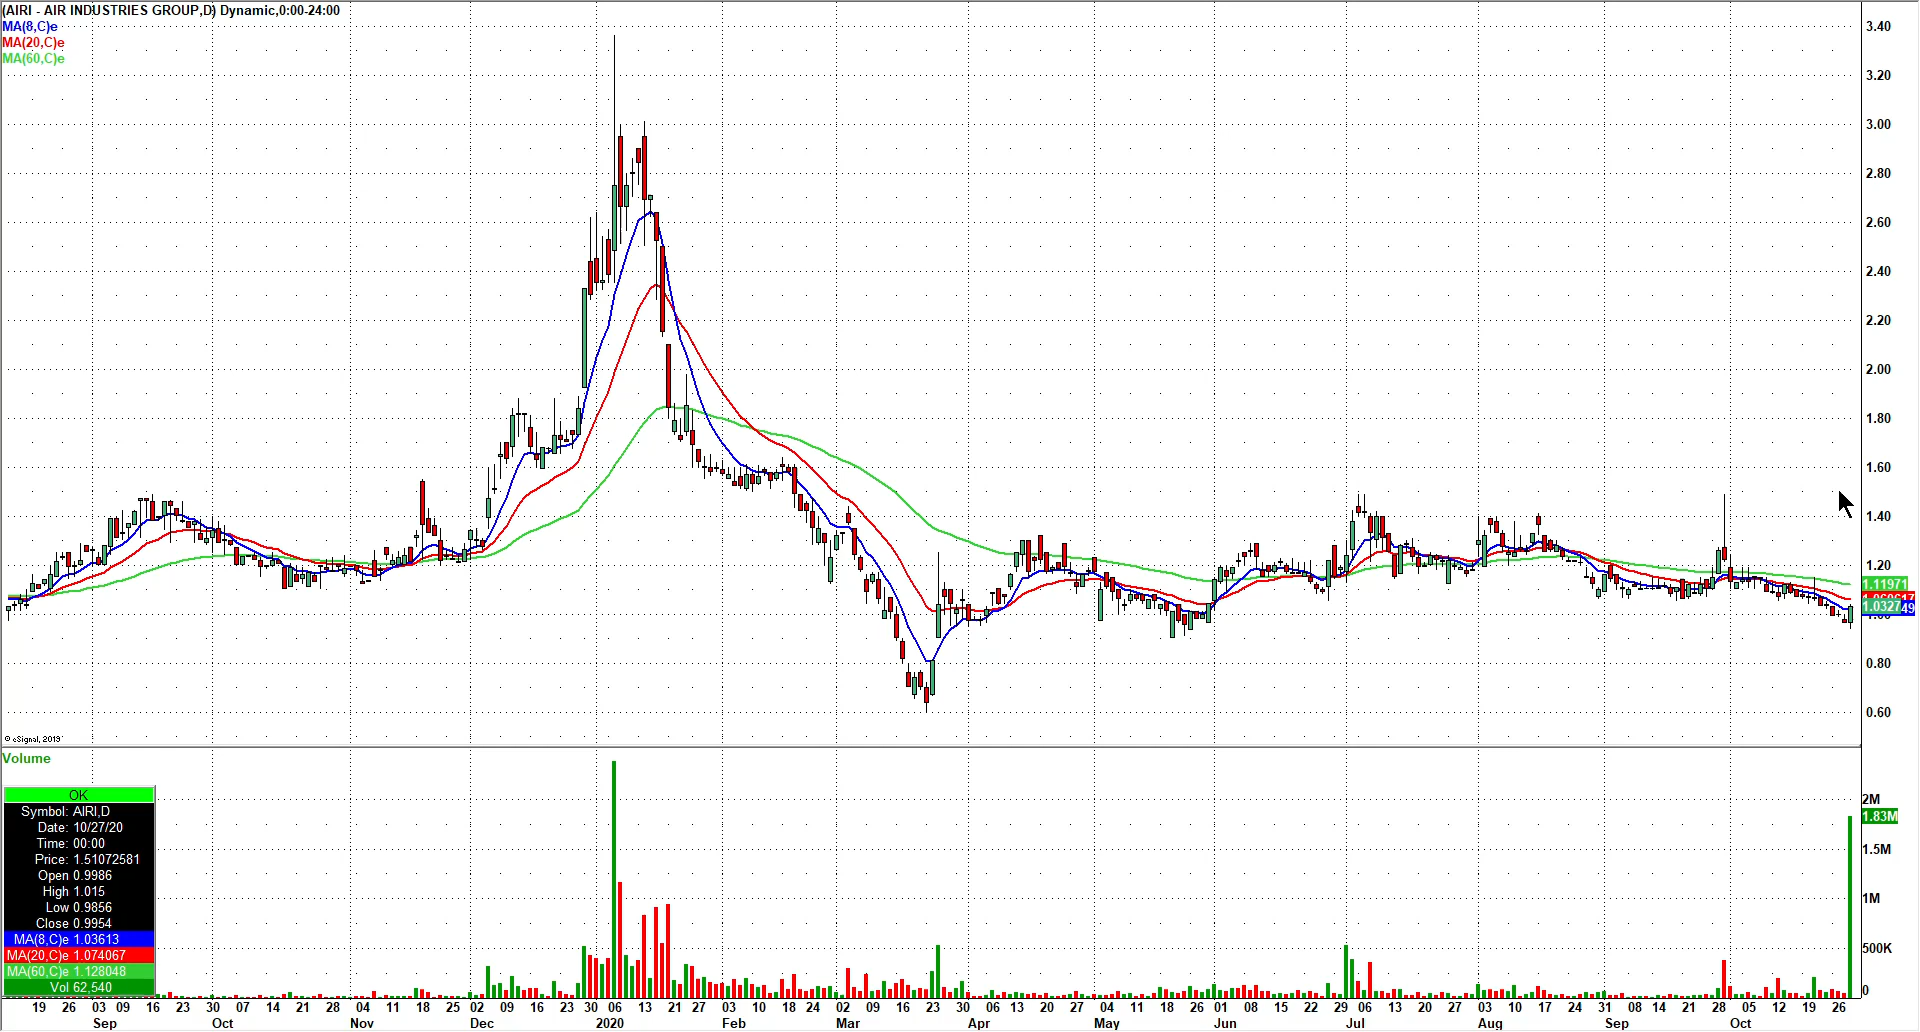 (AIRI - AIR INDUSTRIES GROUP,D) Dynamic,0:00-24:00
MA(8,C)e
MA(20,C)e
MA(60,C)e
3.40
3.20
3.00
2.80
2.60
2.40
2.20
2.00
1.80
1.60
1.40
1.20
1.11971
1.0327
49
0.80
0.60
© eSignal, 2019
Volume
OK
Symbol: AIRI,D
Date: 10/27/20
Time: 00:00
Price: 1.51072581
Open 0.9986
High 1.015
Low 0.9856
Close 0.9954
MA(8,C)e 1.03613
MA(20,C)e 1.074067
MA(60,C)e 1.128048
Vol 62,540
2M
1.83M
1.5M
1M
500K
0
19 26 03 09 16 23 30 07 14 21 28 04 11 18 25 02 09 16 23 30 06 13 21 27 03 10 18 24 02 09 16 23 30 06 13 20 27 04 11 18 26 01 08 15 22 29 06 13 20 27 03 10 17 24 31 08 14 21 28 05 12 19 26
Sep Oct Nov Dec 2020 Feb Mar Apr May Jun Jul Aug Sep Oct